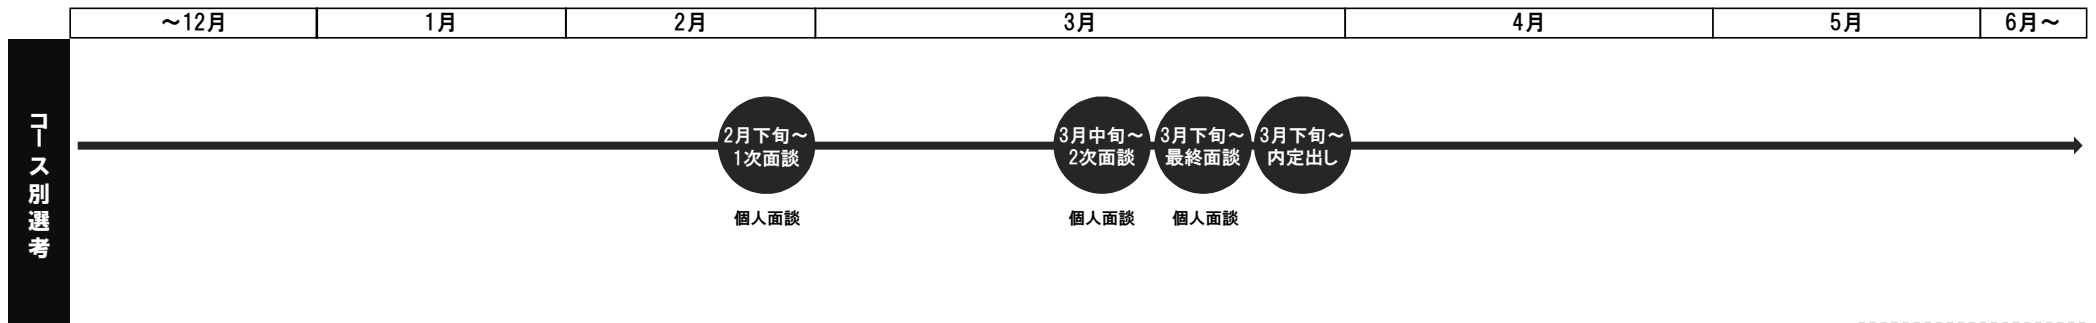 ～12月
1月
2月
3月
4月
5月
6月～
コース別選考
2月下旬～
1次面談
3月中旬～
2次面談
3月下旬～
最終面談
3月下旬～
内定出し
個人面談
個人面談
個人面談